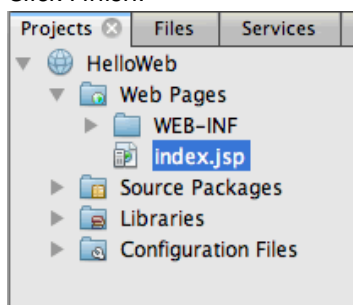 Projects Files Services
HelloWeb
Web Pages
WEB-INF
index.jsp
Source Packages
Libraries
Configuration Files